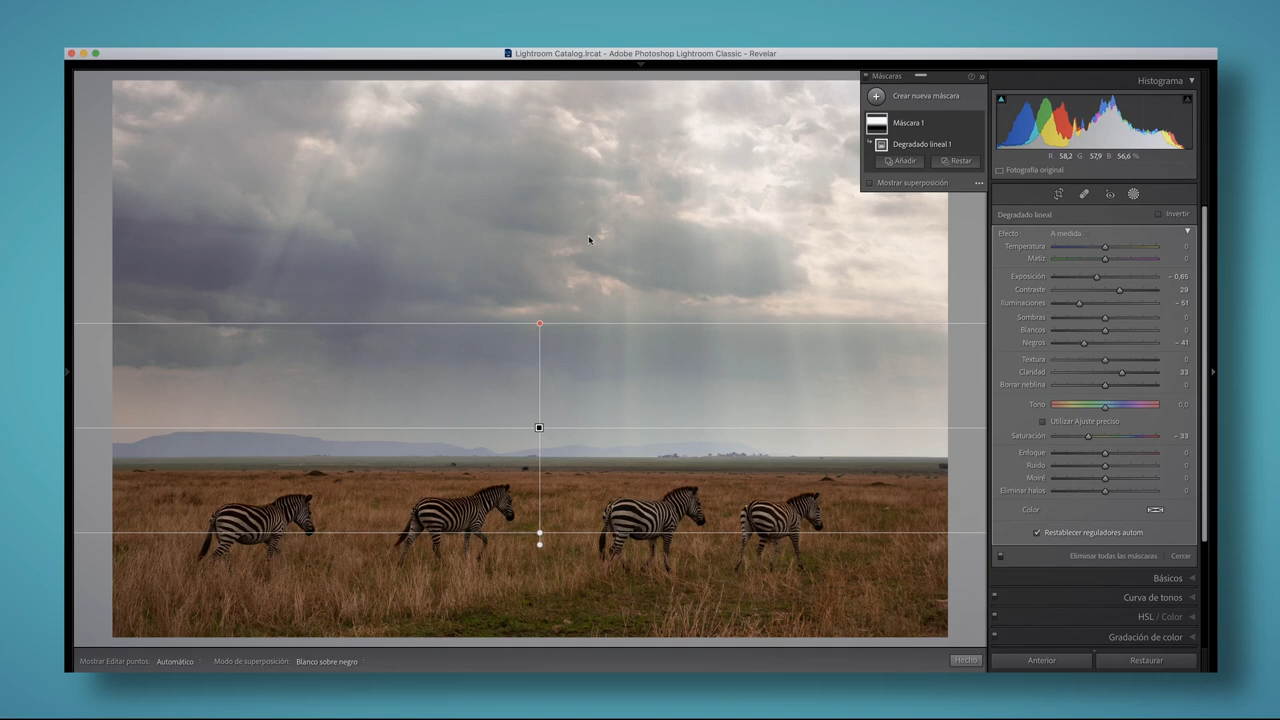 Lightroom Catalog.lrcat - Adobe Photoshop Lightroom Classic - Revelar
Máscaras
Crear nueva máscara
Máscara 1
Degradado lineal 1
Añadir Restar
Mostrar superposición
Histograma
R 58,2 G 57,9 B 56,6 %
Fotografía original
Degradado lineal Invertir
Efecto: A medida
Temperatura 0
Matiz 0
Exposición - 0,65
Contraste 29
Iluminaciones - 51
Sombras 0
Blancos 0
Negros - 41
Textura 0
Claridad 33
Borrar neblina 0
Tono 0,0
Utilizar Ajuste preciso
Saturación - 33
Enfoque 0
Ruido 0
Moiré 0
Eliminar halos 0
Color
Restablecer reguladores autom.
Eliminar todas las máscaras Cerrar
Básicos
Curva de tonos
HSL / Color
Gradación de color
Anterior Restaurar
Mostrar Editar puntos: Automático Modo de superposición: Blanco sobre negro Hecho